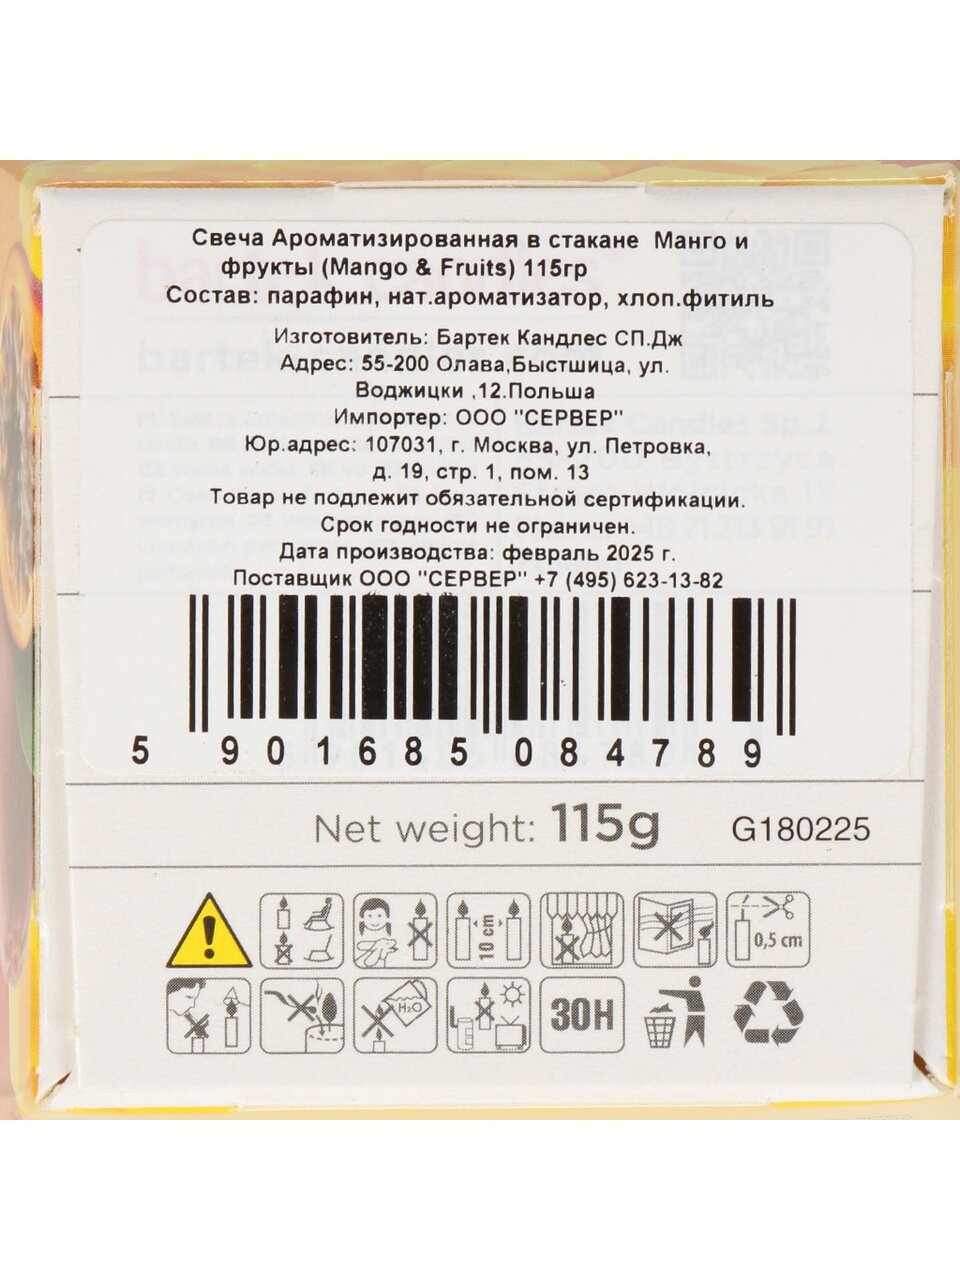 Свеча Ароматизированная в стакане Манго и
фрукты (Mango & Fruits) 115гр
Состав: парафин, нат.ароматизатор, хлоп.фитиль
Изготовитель: Бартек Кандлес СП.Дж
Адрес: 55-200 Олава,Быстшица, ул.
Воджицки ,12.Польша
Импортер: ООО "СЕРВЕР"
Юр.адрес: 107031, г. Москва, ул. Петровка,
д. 19, стр. 1, пом. 13
Товар не подлежит обязательной сертификации.
Срок годности не ограничен.
Дата производства: февраль 2025 г.
Поставщик ООО "СЕРВЕР" +7 (495) 623-13-82
5 901685 084789
Net weight: 115g G180225
10 cm
0,5 cm
H₂O
30H